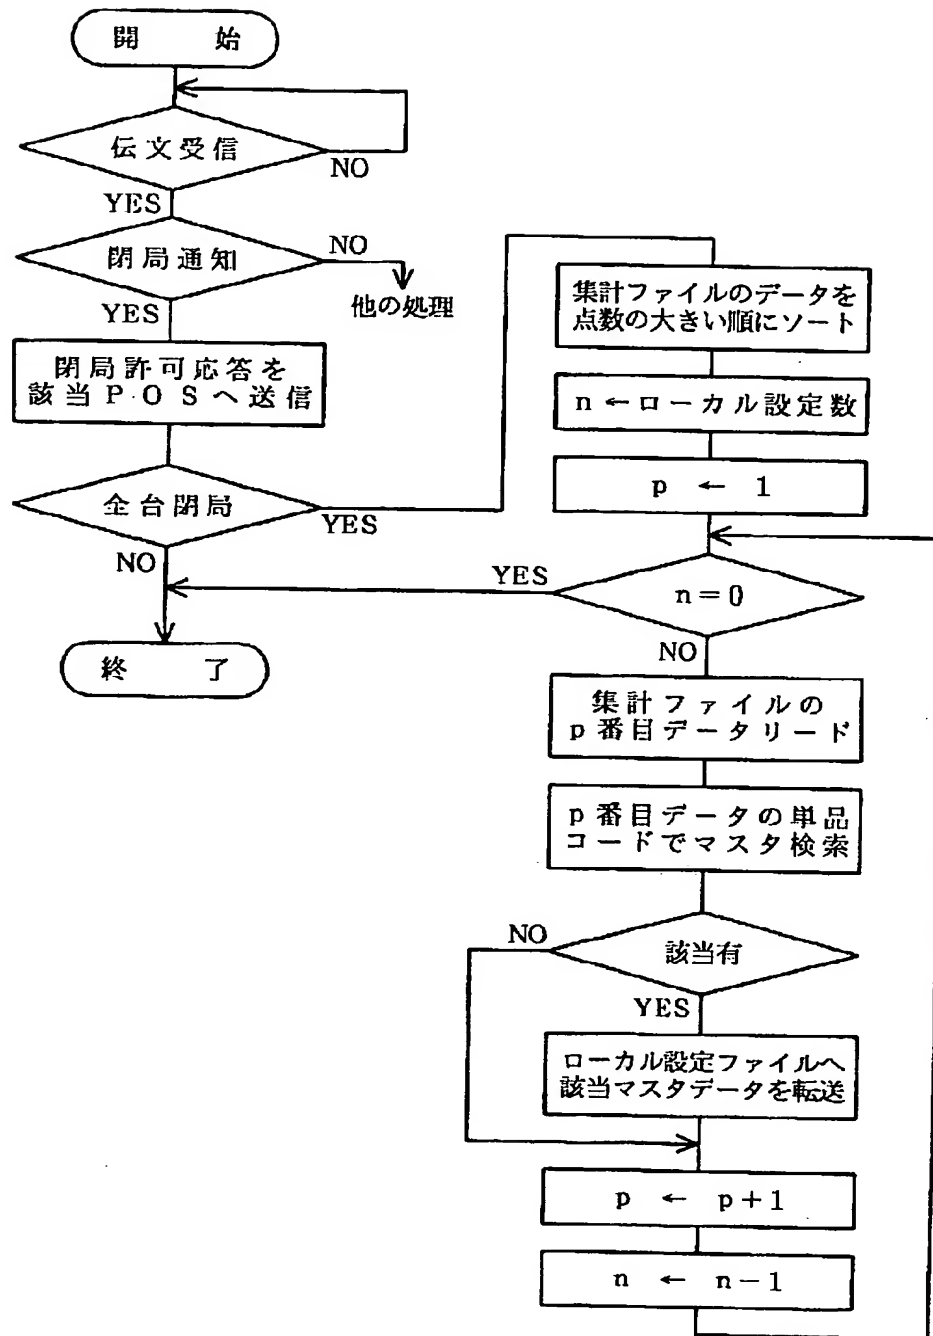 開 始
伝文受信
NO
YES
閉局通知
NO
他の処理
YES
閉局許可応答を
該当POSへ送信
全台閉局
YES
NO
終 了
集計ファイルのデータを
点数の大きい順にソート
n←ローカル設定数
p ← 1
n=0
YES
NO
集計ファイルの
p番目データリード
p番目データの単品
コードでマスタ検索
該当有
NO
YES
ローカル設定ファイルへ
該当マスタデータを転送
p ← p+1
n ← n-1